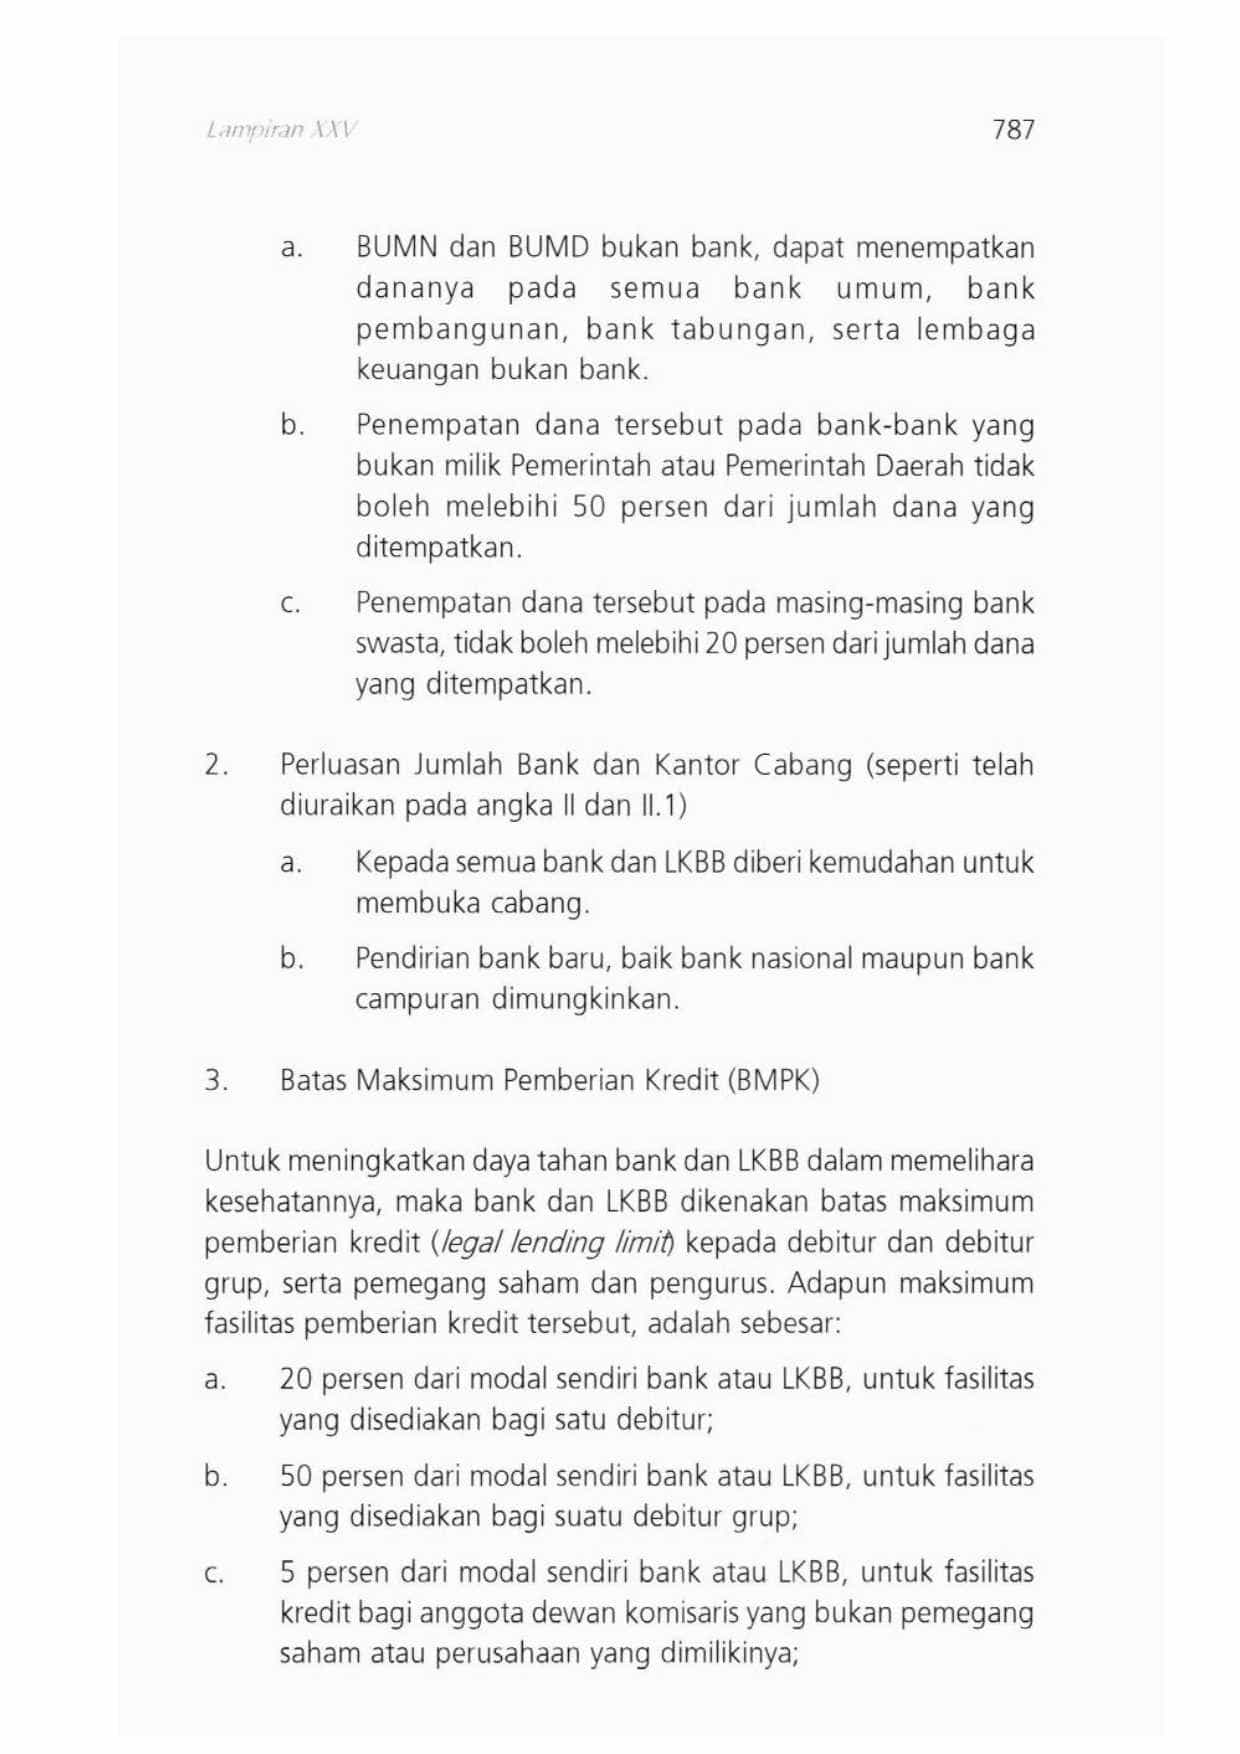 Lampiran XXV 787
a. BUMN dan BUMD bukan bank, dapat menempatkan
dananya pada semua bank umum, bank
pembangunan, bank tabungan, serta lembaga
keuangan bukan bank.
b. Penempatan dana tersebut pada bank-bank yang
bukan milik Pemerintah atau Pemerintah Daerah tidak
boleh melebihi 50 persen dari jumlah dana yang
ditempatkan.
c. Penempatan dana tersebut pada masing-masing bank
swasta, tidak boleh melebihi 20 persen dari jumlah dana
yang ditempatkan.
2. Perluasan Jumlah Bank dan Kantor Cabang (seperti telah
diuraikan pada angka II dan II.1)
a. Kepada semua bank dan LKBB diberi kemudahan untuk
membuka cabang.
b. Pendirian bank baru, baik bank nasional maupun bank
campuran dimungkinkan.
3. Batas Maksimum Pemberian Kredit (BMPK)
Untuk meningkatkan daya tahan bank dan LKBB dalam memelihara
kesehatannya, maka bank dan LKBB dikenakan batas maksimum
pemberian kredit (legal lending limit) kepada debitur dan debitur
grup, serta pemegang saham dan pengurus. Adapun maksimum
fasilitas pemberian kredit tersebut, adalah sebesar:
a. 20 persen dari modal sendiri bank atau LKBB, untuk fasilitas
yang disediakan bagi satu debitur;
b. 50 persen dari modal sendiri bank atau LKBB, untuk fasilitas
yang disediakan bagi suatu debitur grup;
c. 5 persen dari modal sendiri bank atau LKBB, untuk fasilitas
kredit bagi anggota dewan komisaris yang bukan pemegang
saham atau perusahaan yang dimilikinya;